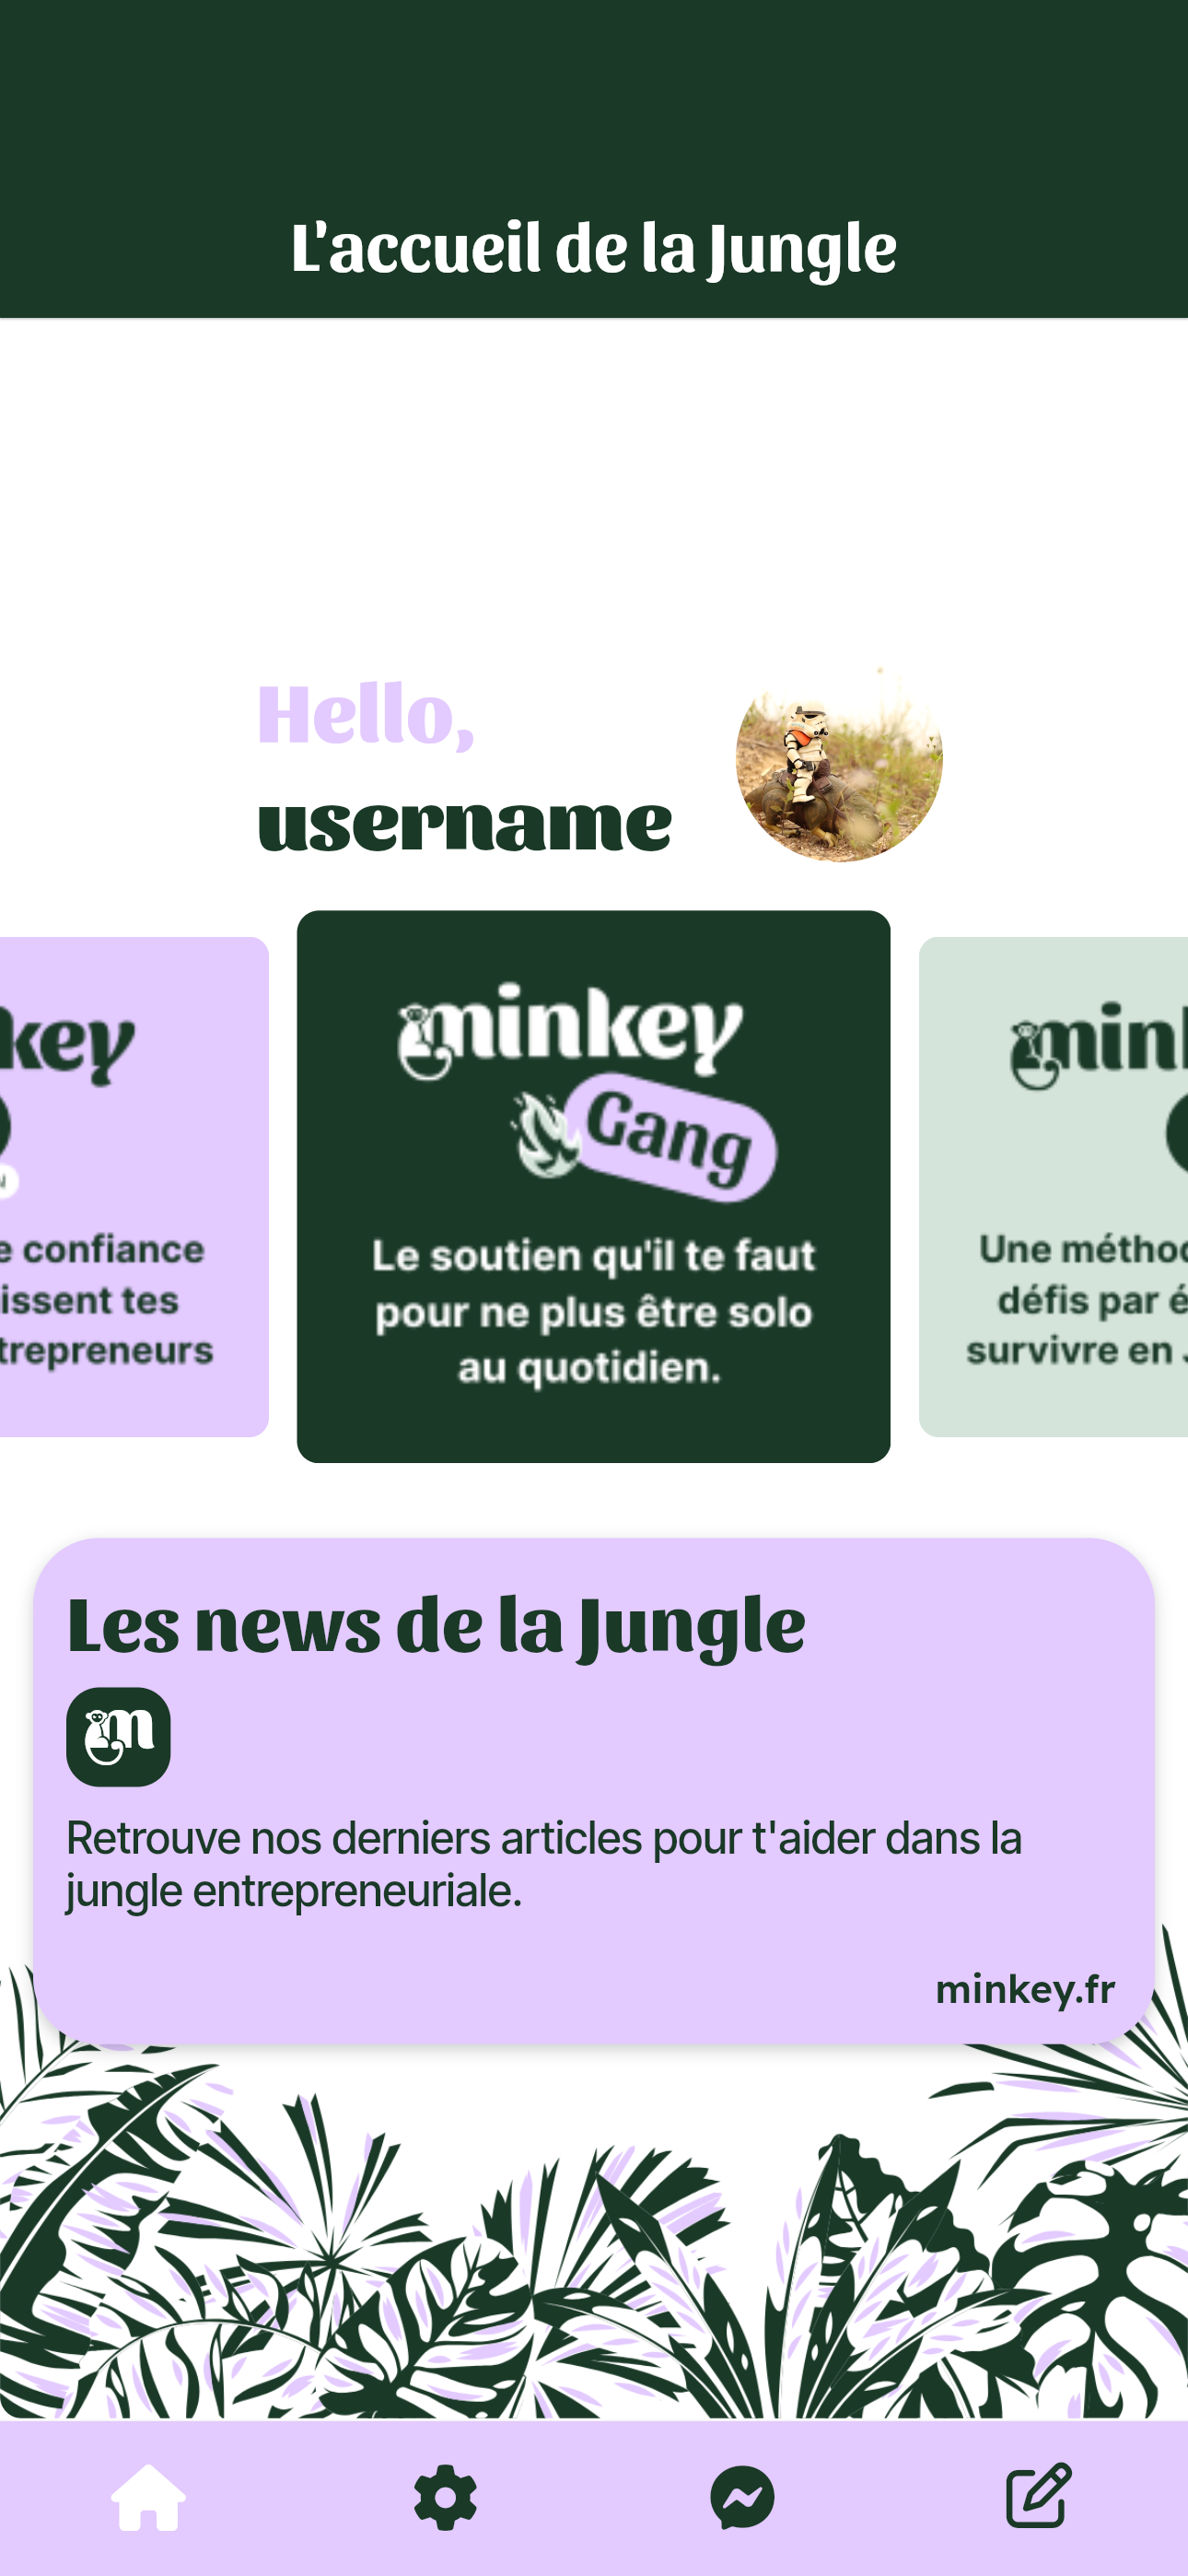 L'accueil de la Jungle
Hello,
username
key
N
e confiance
issent tes
trepreneurs
minkey
Gang
Le soutien qu'il te faut
pour ne plus être solo
au quotidien.
min
Une métho
défis par é
survivre en
Les news de la Jungle
m
Retrouve nos derniers articles pour t'aider dans la
jungle entrepreneuriale.
minkey.fr